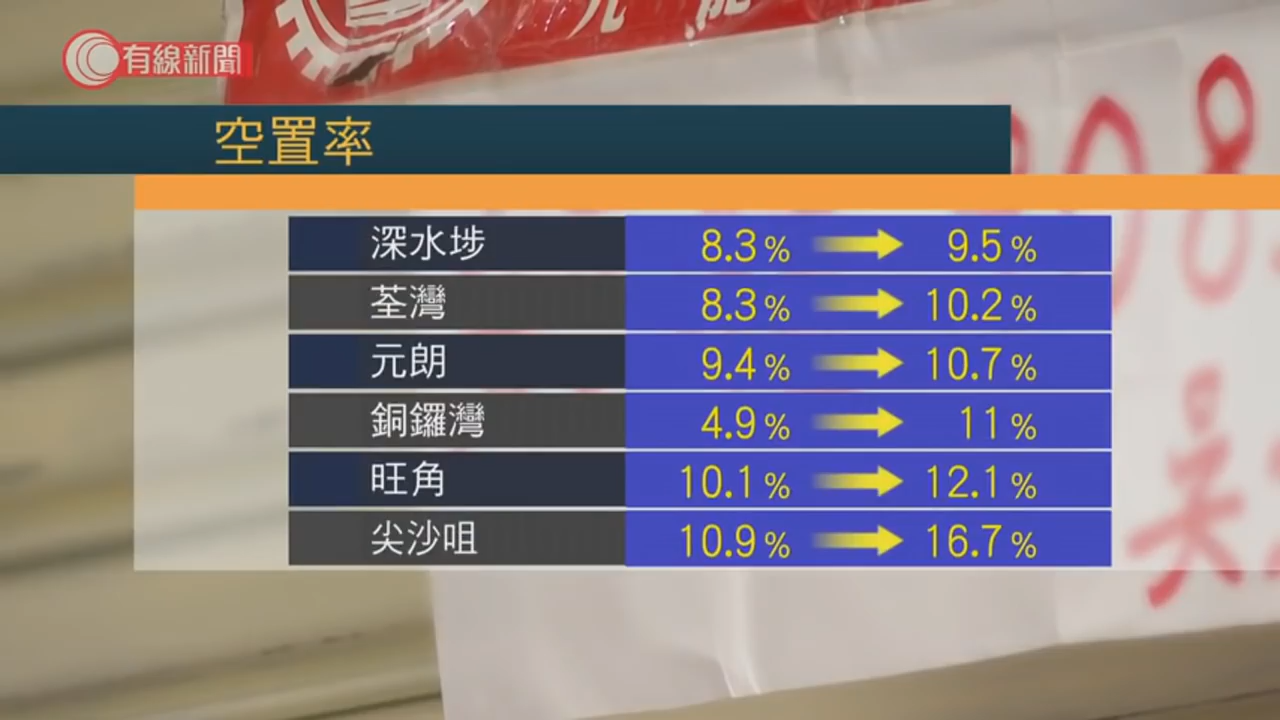 有線新聞
空置率
深水埗 8.3% 9.5%
荃灣 8.3% 10.2%
元朗 9.4% 10.7%
銅鑼灣 4.9% 11%
旺角 10.1% 12.1%
尖沙咀 10.9% 16.7%